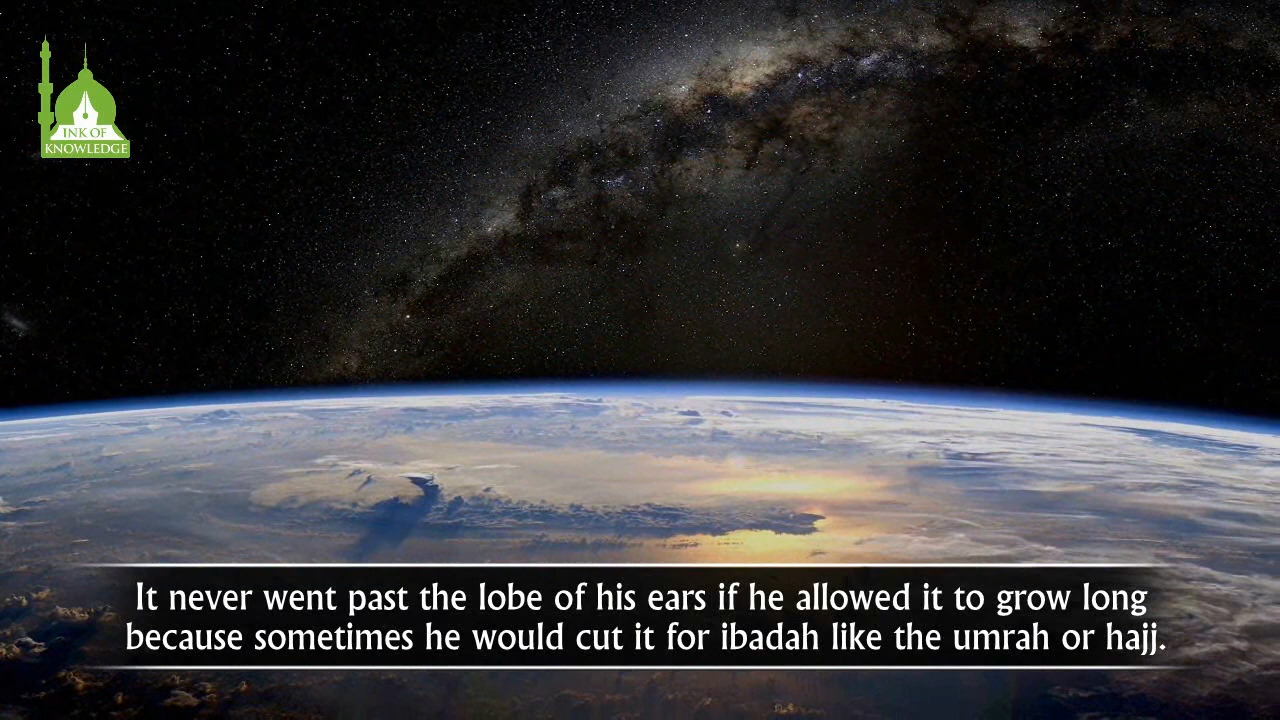 INK OF
KNOWLEDGE
It never went past the lobe of his ears if he allowed it to grow long
because sometimes he would cut it for ibadah like the umrah or hajj.